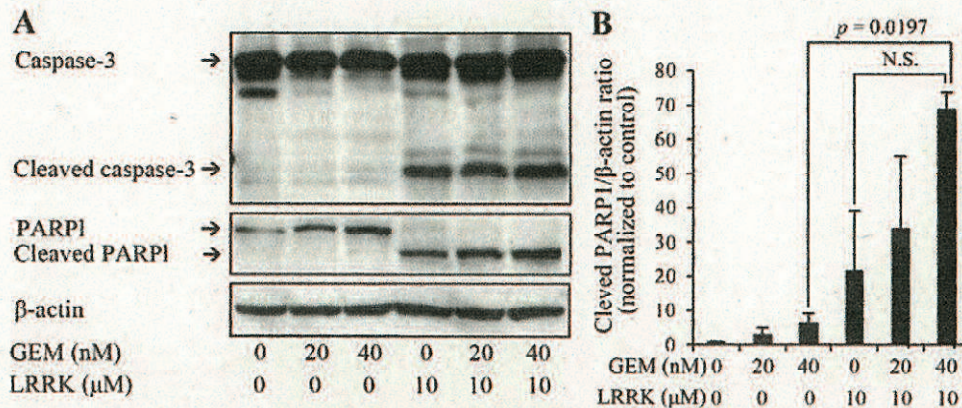 A
Caspase-3 →
Cleaved caspase-3 →
PARPl →
Cleaved PARPl →
β-actin
GEM (nM) 0 20 40 0 20 40
LRRK (μM) 0 0 0 10 10 10
B
p = 0.0197
N.S.
Cleved PARP1/β-actin ratio
(normalized to control)
80
70
60
50
40
30
20
10
0
GEM (nM) 0 20 40 0 20 40
LRRK (μM) 0 0 0 10 10 10